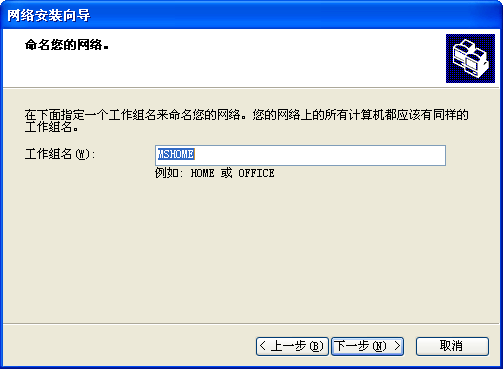 网络安装向导
命名您的网络。
在下面指定一个工作组名来命名您的网络。您的网络上的所有计算机都应该有同样的
工作组名。
工作组名(W): MSHOME
例如: HOME 或 OFFICE
< 上一步(B) 下一步(N) > 取消